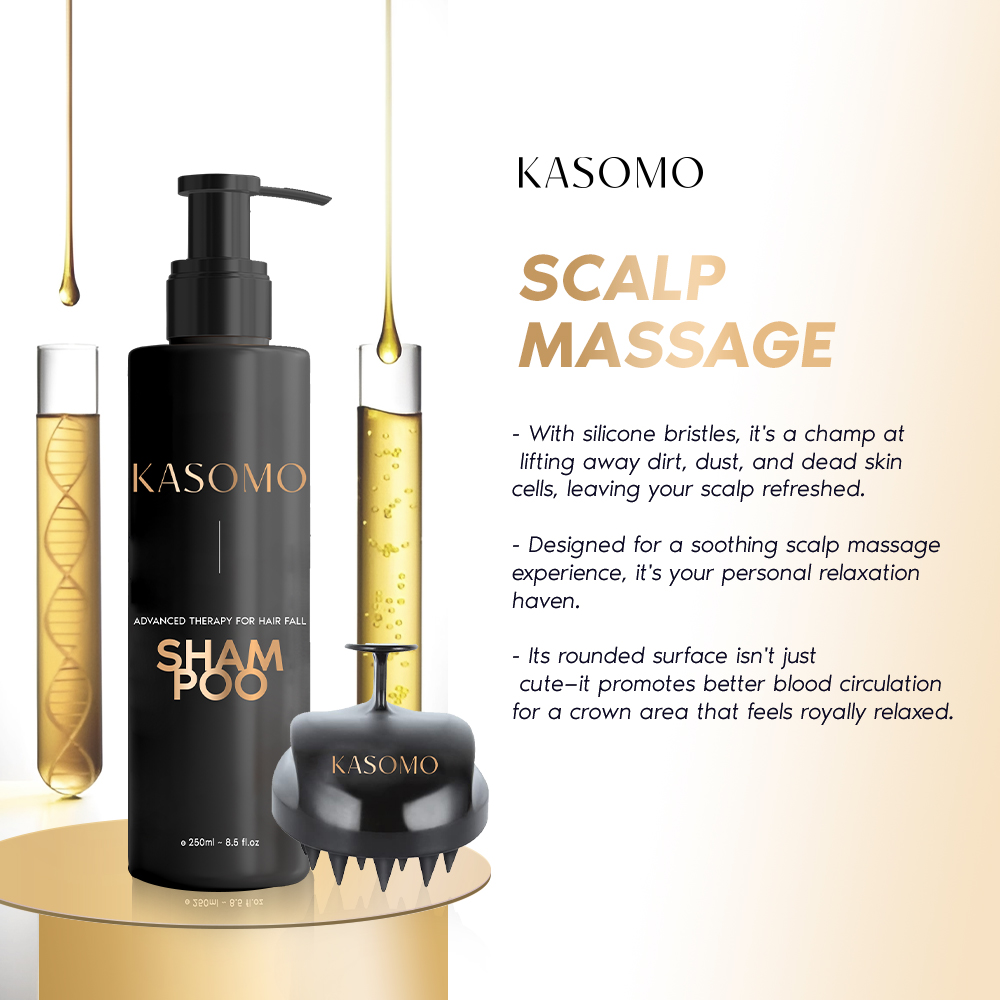 KASOMO
SCALP
MASSAGE
- With silicone bristles, it's a champ at
lifting away dirt, dust, and dead skin
cells, leaving your scalp refreshed.
- Designed for a soothing scalp massage
experience, it's your personal relaxation
haven.
- Its rounded surface isn't just
cute—it promotes better blood circulation
for a crown area that feels royally relaxed.
KASOMO
ADVANCED THERAPY FOR HAIR FALL
SHAM
POO
e 250ml ~ 8.5 fl.oz
KASOMO